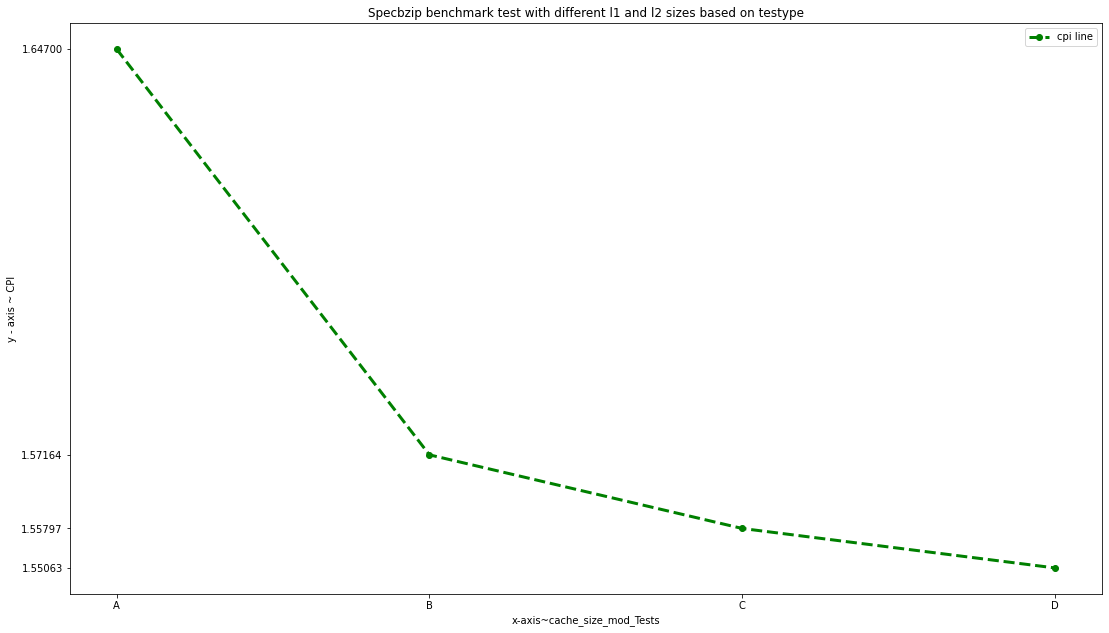 Specbzip benchmark test with different l1 and l2 sizes based on testype
cpi line
1.64700
1.57164
1.55797
1.55063
y - axis ~ CPI
A B C D
x-axis~cache_size_mod_Tests